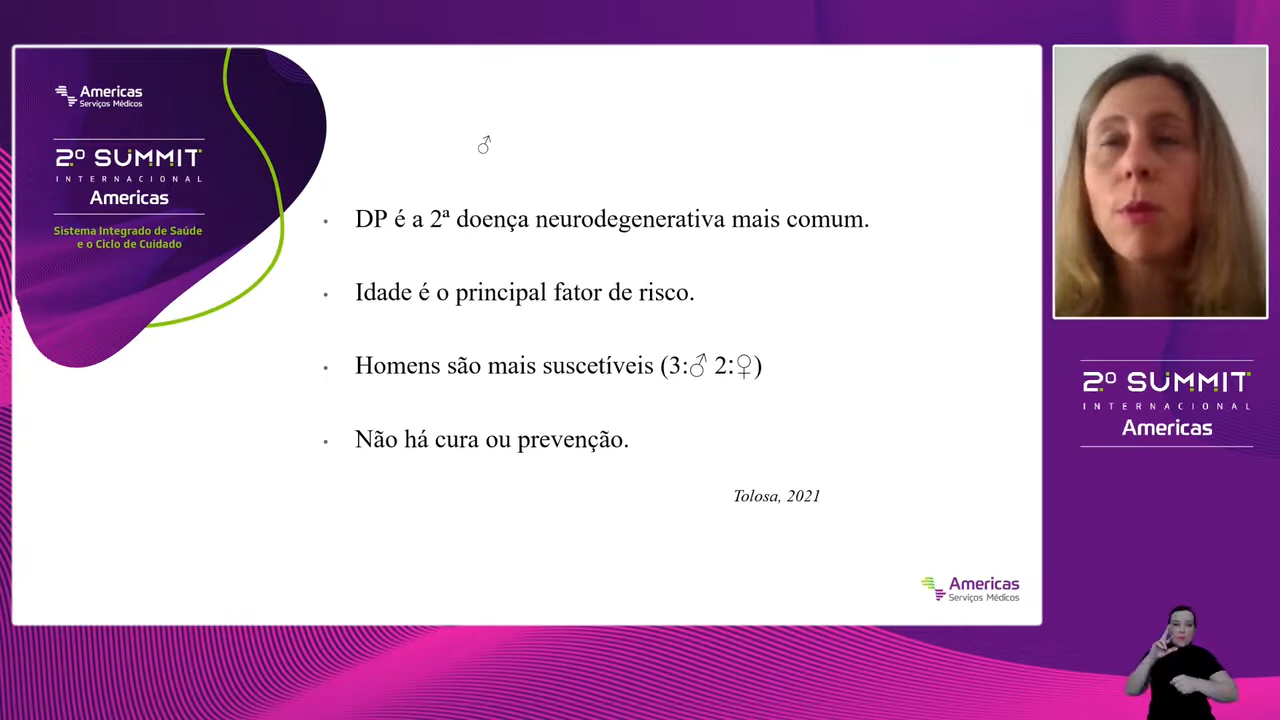 Americas
Serviços Médicos
2º SUMMIT
INTERNACIONAL
Americas
Sistema Integrado de Saúde
e o Ciclo de Cuidado
♂
• DP é a 2ª doença neurodegenerativa mais comum.
• Idade é o principal fator de risco.
• Homens são mais suscetíveis (3:♂ 2:♀)
• Não há cura ou prevenção.
Tolosa, 2021
Americas
Serviços Médicos
2º SUMMIT
INTERNACIONAL
Americas